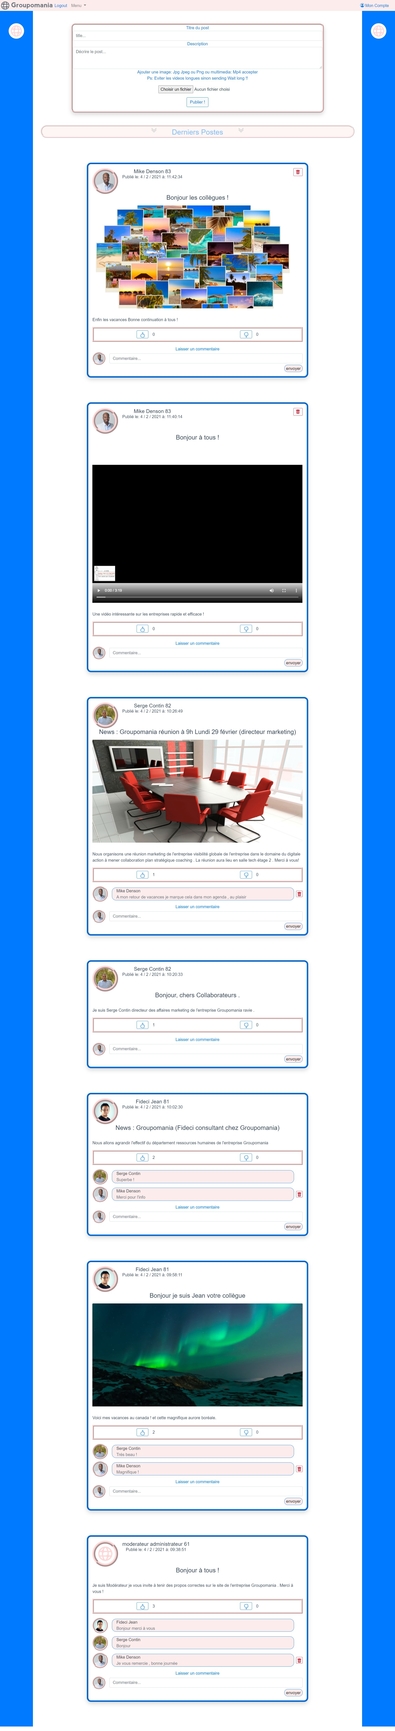 Groupomania Logout Menu Mon Compte
Titre du post
titre...
Description
Décrire le post...
Ajouter une image: Jpg Jpeg ou Png ou multimedia: Mp4 accepter
Ps: Eviter les videos longues sinon sending Wait long !!
Choisir un fichier Aucun fichier choisi
Publier !
Derniers Postes
Mike Denson 83
Publié le: 4 / 2 / 2021 à: 11:42:34
Bonjour les collègues !
Enfin les vacances Bonne continuation à tous !
0 0
Laisser un commentaire
Commentaire...
envoyer
Mike Denson 83
Publié le: 4 / 2 / 2021 à: 11:40:14
Bonjour à tous !
0:00 / 0:19
Une vidéo intéressante sur les entreprises rapide et efficace !
0 0
Laisser un commentaire
Commentaire...
envoyer
Serge Contin 82
Publié le: 4 / 2 / 2021 à: 10:26:49
News : Groupomania réunion à 9h Lundi 29 février (directeur marketing)
Nous organisons une réunion marketing de l'entreprise visibilité globale de l'entreprise dans le domaine du digitale
action à mener collaboration plan stratégique coaching . La réunion aura lieu en salle tech étage 2 . Merci à vous!
1 0
Mike Denson
A mon retour de vacances je marque cela dans mon agenda , au plaisir
Laisser un commentaire
Commentaire...
envoyer
Serge Contin 82
Publié le: 4 / 2 / 2021 à: 10:20:33
Bonjour, chers Collaborateurs .
Je suis Serge Contin directeur des affaires marketing de l'entreprise Groupomania ravie .
1 0
Laisser un commentaire
Commentaire...
envoyer
Fideci Jean 81
Publié le: 4 / 2 / 2021 à: 10:02:30
News : Groupomania (Fideci consultant chez Groupomania)
Nous allons agrandir l'effectif du département ressources humaines de l'entreprise Groupomania
2 0
Serge Contin
Superbe !
Mike Denson
Merci pour l'info
Laisser un commentaire
Commentaire...
envoyer
Fideci Jean 81
Publié le: 4 / 2 / 2021 à: 09:58:11
Bonjour je suis Jean votre collègue
Voici mes vacances au canada ! et cette magnifique aurore boréale.
2 0
Serge Contin
Très beau !
Mike Denson
Magnifique !
Laisser un commentaire
Commentaire...
envoyer
moderateur administrateur 61
Publié le: 4 / 2 / 2021 à: 09:38:51
Bonjour à tous !
Je suis Modérateur je vous invite à tenir des propos correctes sur le site de l'entreprise Groupomania . Merci à
vous !
3 0
Fideci Jean
Bonjour merci à vous
Serge Contin
Bonjour
Mike Denson
Je vous remercie , bonne journée
Laisser un commentaire
Commentaire...
envoyer